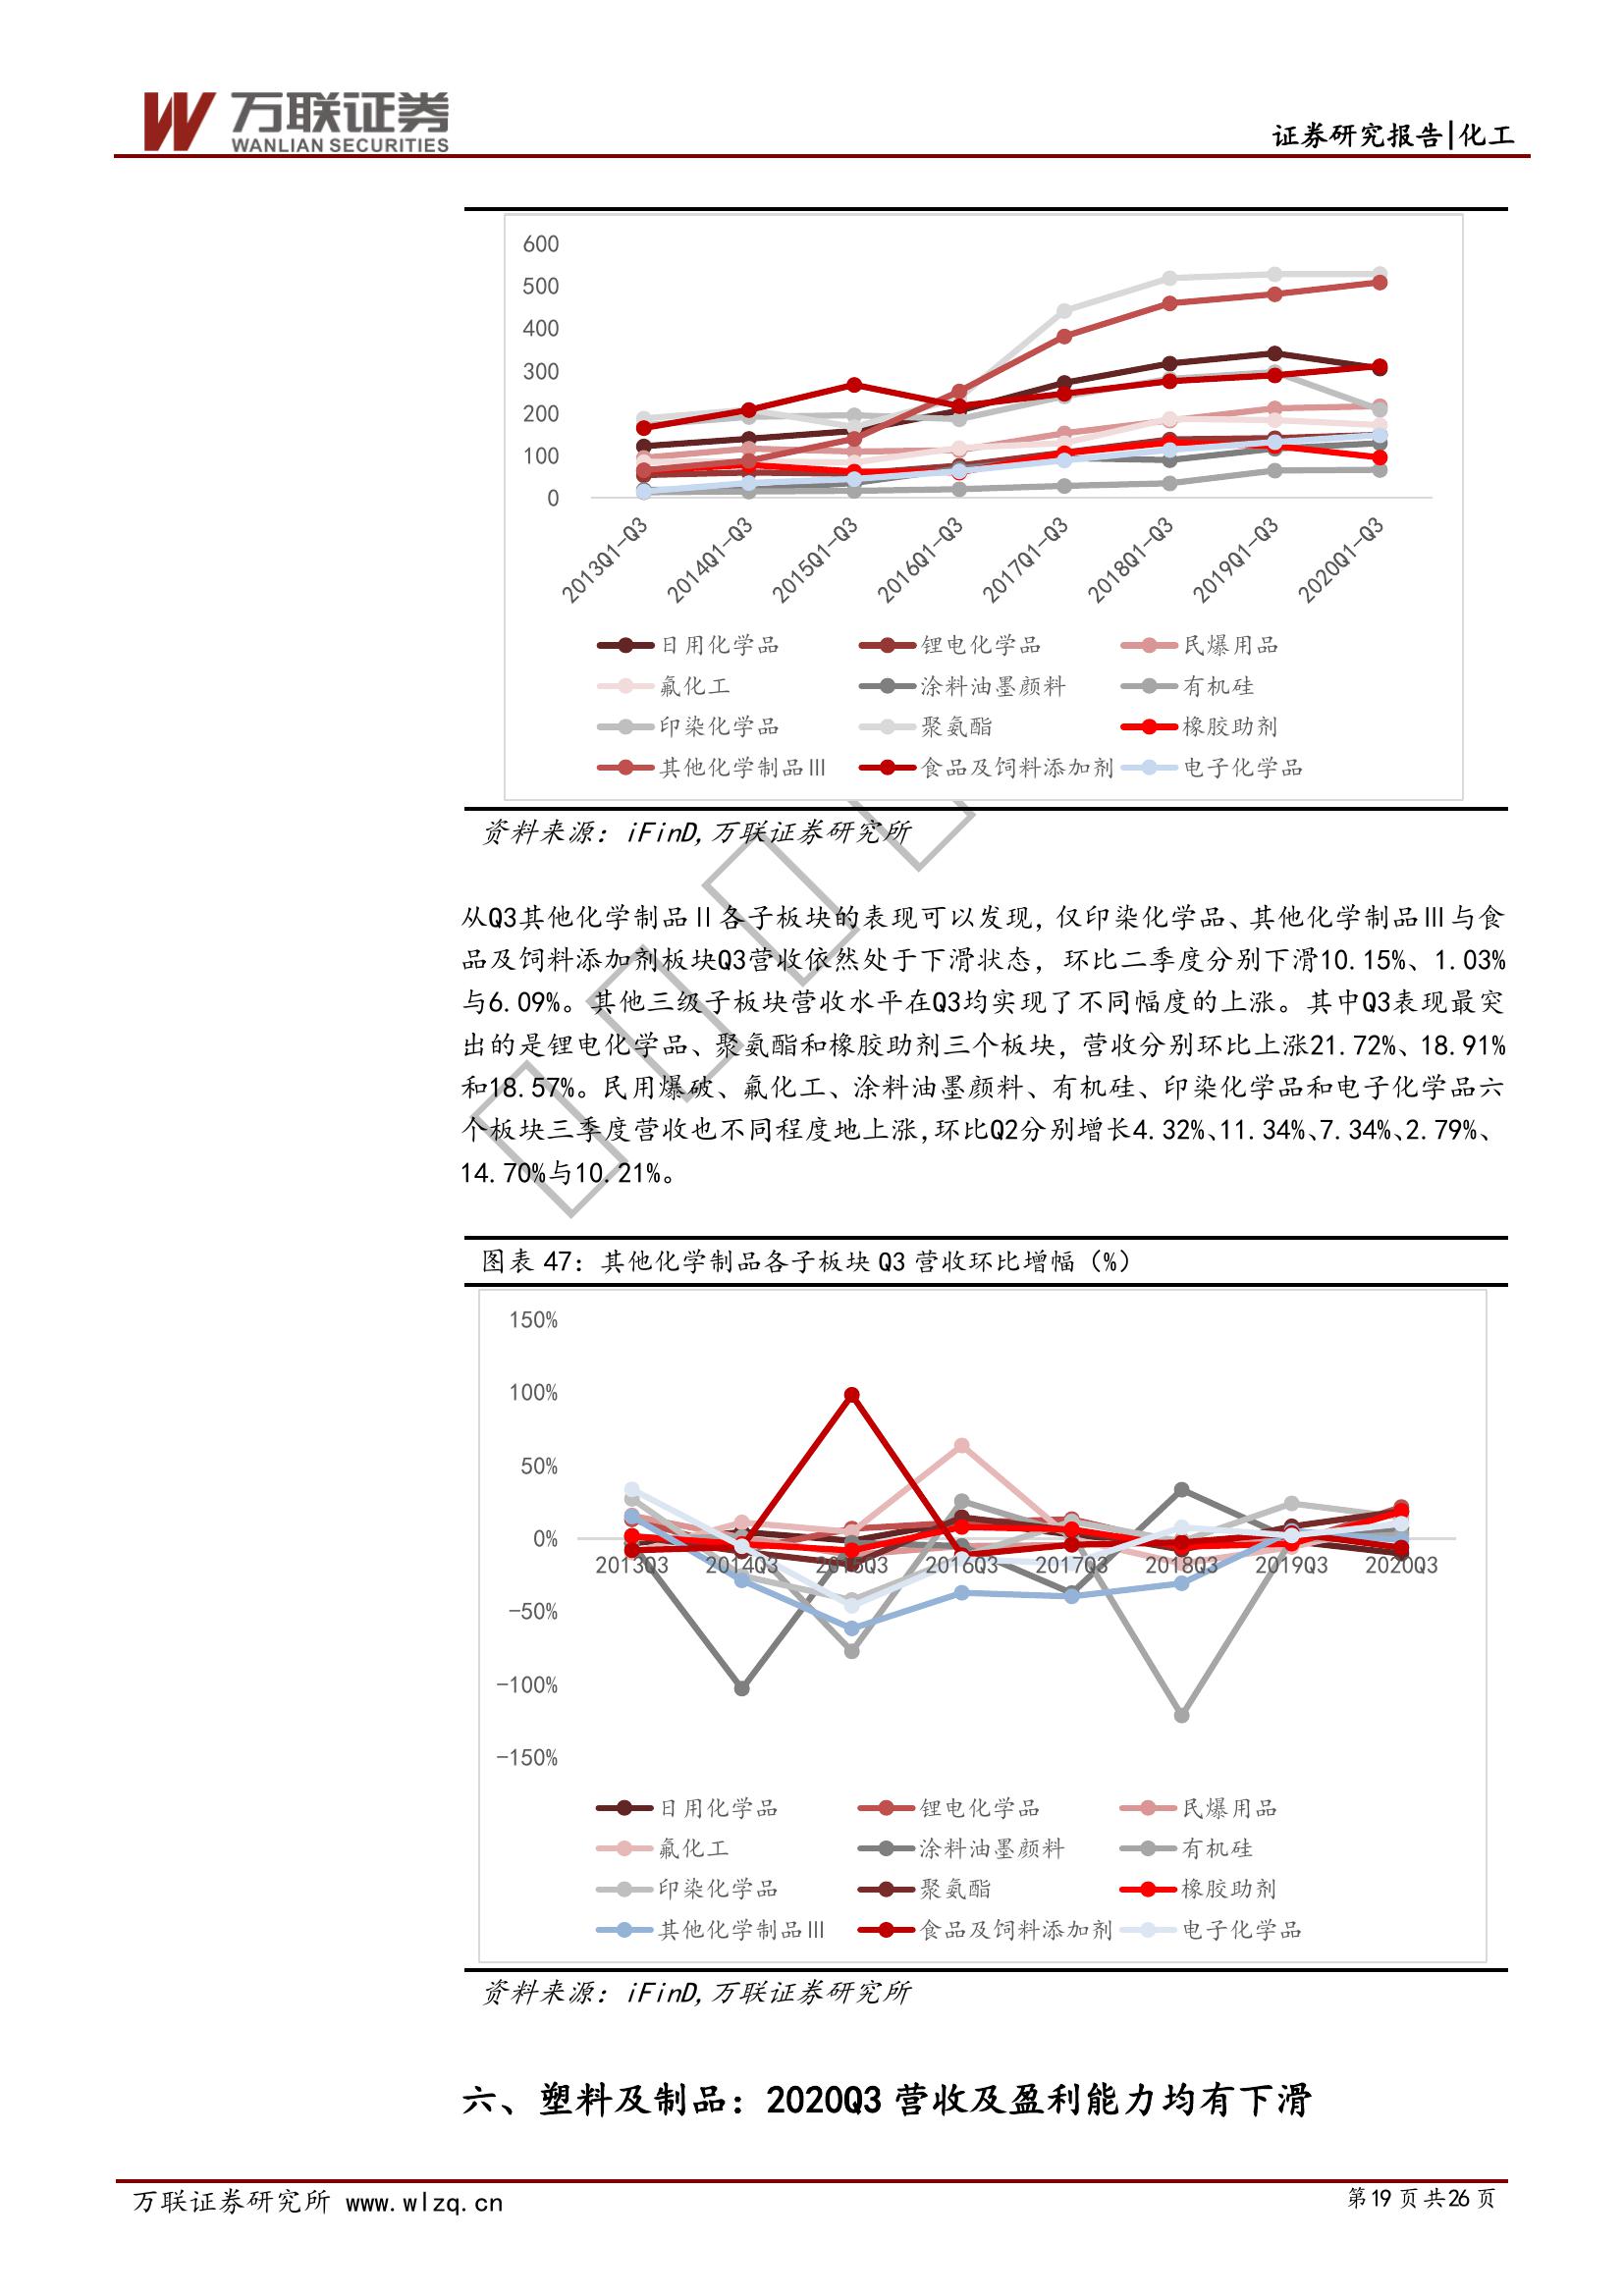 万联证券
WANLIAN SECURITIES
证券研究报告|化工
600
500
400
300
200
100
0
2013Q1-Q3
2014Q1-Q3
2015Q1-Q3
2016Q1-Q3
2017Q1-Q3
2018Q1-Q3
2019Q1-Q3
2020Q1-Q3
日用化学品 锂电化学品 民爆用品
氟化工 涂料油墨颜料 有机硅
印染化学品 聚氨酯 橡胶助剂
其他化学制品Ⅲ 食品及饲料添加剂 电子化学品
资料来源：iFinD,万联证券研究所
从Q3其他化学制品Ⅱ各子板块的表现可以发现，仅印染化学品、其他化学制品Ⅲ与食
品及饲料添加剂板块Q3营收依然处于下滑状态，环比二季度分别下滑10.15%、1.03%
与6.09%。其他三级子板块营收水平在Q3均实现了不同幅度的上涨。其中Q3表现最突
出的是锂电化学品、聚氨酯和橡胶助剂三个板块，营收分别环比上涨21.72%、18.91%
和18.57%。民用爆破、氟化工、涂料油墨颜料、有机硅、印染化学品和电子化学品六
个板块三季度营收也不同程度地上涨,环比Q2分别增长4.32%、11.34%、7.34%、2.79%、
14.70%与10.21%。
图表 47：其他化学制品各子板块 Q3 营收环比增幅（%）
150%
100%
50%
0%
-50%
-100%
-150%
2013Q3 2014Q3 2015Q3 2016Q3 2017Q3 2018Q3 2019Q3 2020Q3
日用化学品 锂电化学品 民爆用品
氟化工 涂料油墨颜料 有机硅
印染化学品 聚氨酯 橡胶助剂
其他化学制品Ⅲ 食品及饲料添加剂 电子化学品
资料来源：iFinD,万联证券研究所
六、塑料及制品：2020Q3 营收及盈利能力均有下滑
万联证券研究所 www.wlzq.cn
第19 页 共26 页